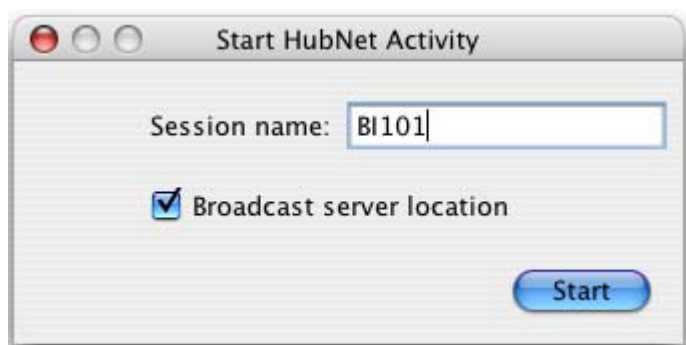 Start HubNet Activity
Session name: BI101
Broadcast server location
Start